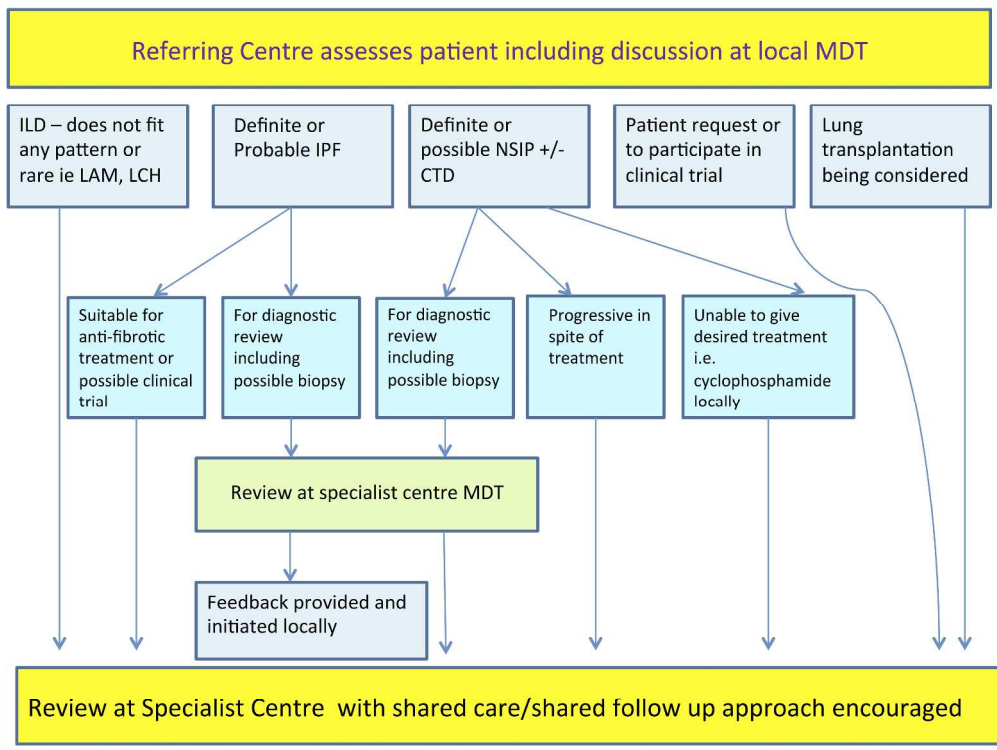 Referring Centre assesses patient including discussion at local MDT
ILD – does not fit
any pattern or
rare ie LAM, LCH
Definite or
Probable IPF
Definite or
possible NSIP +/-
CTD
Patient request or
to participate in
clinical trial
Lung
transplantation
being considered
Suitable for
anti-fibrotic
treatment or
possible clinical
trial
For diagnostic
review
including
possible biopsy
For diagnostic
review
including
possible biopsy
Progressive in
spite of
treatment
Unable to give
desired treatment
i.e.
cyclophosphamide
locally
Review at specialist centre MDT
Feedback provided and
initiated locally
Review at Specialist Centre with shared care/shared follow up approach encouraged